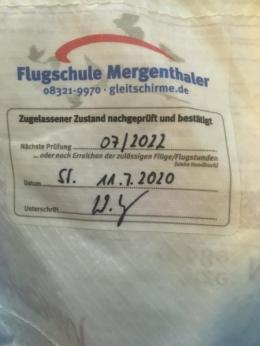 Flugschule Mergenthaler
08321-9970 · gleitschirme.de
Zugelassener Zustand nachgeprüft und bestätigt
Nächste Prüfung 07/2022
... oder nach Erreichen der zulässigen Flüge/Flugstunden
(siehe Handbuch)
Datum St. 11.7.2020
Unterschrift